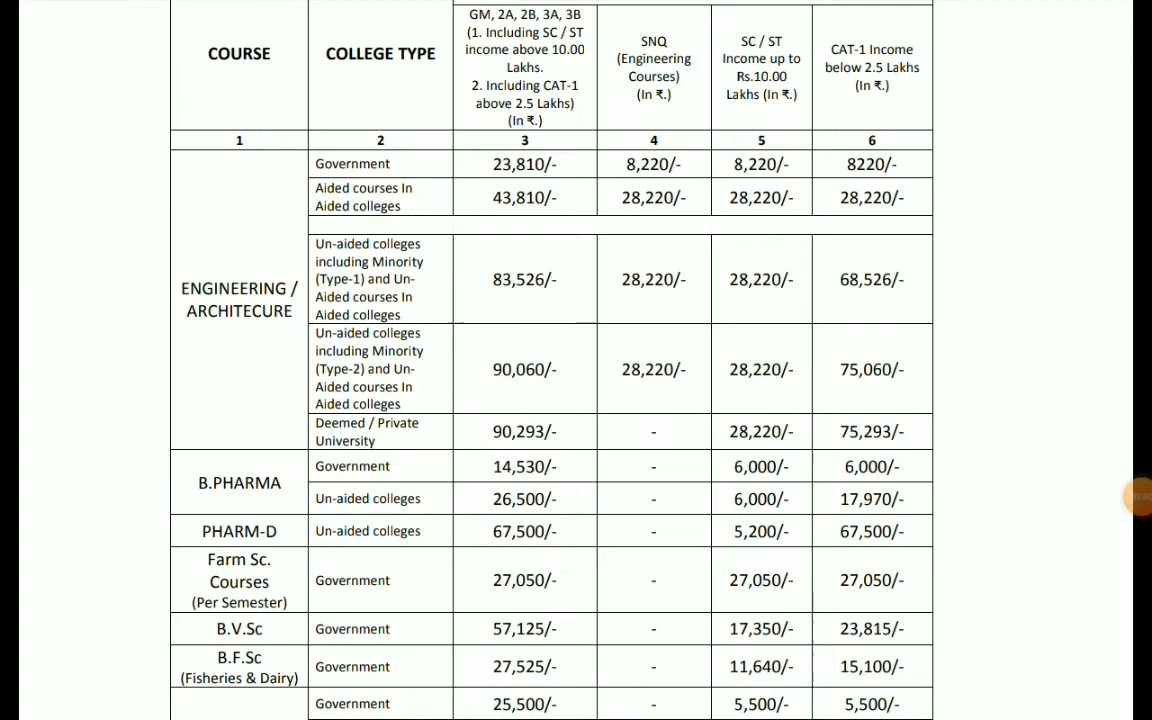 COURSE
COLLEGE TYPE
GM, 2A, 2B, 3A, 3B
(1. Including SC / ST
income above 10.00
Lakhs.
2. Including CAT-1
above 2.5 Lakhs)
(In ₹.)
SNQ
(Engineering
Courses)
(In ₹.)
SC / ST
Income up to
Rs.10.00
Lakhs (In ₹.)
CAT-1 Income
below 2.5 Lakhs
(In ₹.)
1 2 3 4 5 6
ENGINEERING /
ARCHITECURE
Government 23,810/- 8,220/- 8,220/- 8220/-
Aided courses In
Aided colleges
43,810/- 28,220/- 28,220/- 28,220/-
Un-aided colleges
including Minority
(Type-1) and Un-
Aided courses In
Aided colleges
83,526/- 28,220/- 28,220/- 68,526/-
Un-aided colleges
including Minority
(Type-2) and Un-
Aided courses In
Aided colleges
90,060/- 28,220/- 28,220/- 75,060/-
Deemed / Private
University
90,293/- - 28,220/- 75,293/-
B.PHARMA
Government 14,530/- - 6,000/- 6,000/-
Un-aided colleges 26,500/- - 6,000/- 17,970/-
PHARM-D Un-aided colleges 67,500/- - 5,200/- 67,500/-
Farm Sc.
Courses
(Per Semester)
Government 27,050/- - 27,050/- 27,050/-
B.V.Sc Government 57,125/- - 17,350/- 23,815/-
B.F.Sc
(Fisheries & Dairy)
Government 27,525/- - 11,640/- 15,100/-
Government 25,500/- - 5,500/- 5,500/-